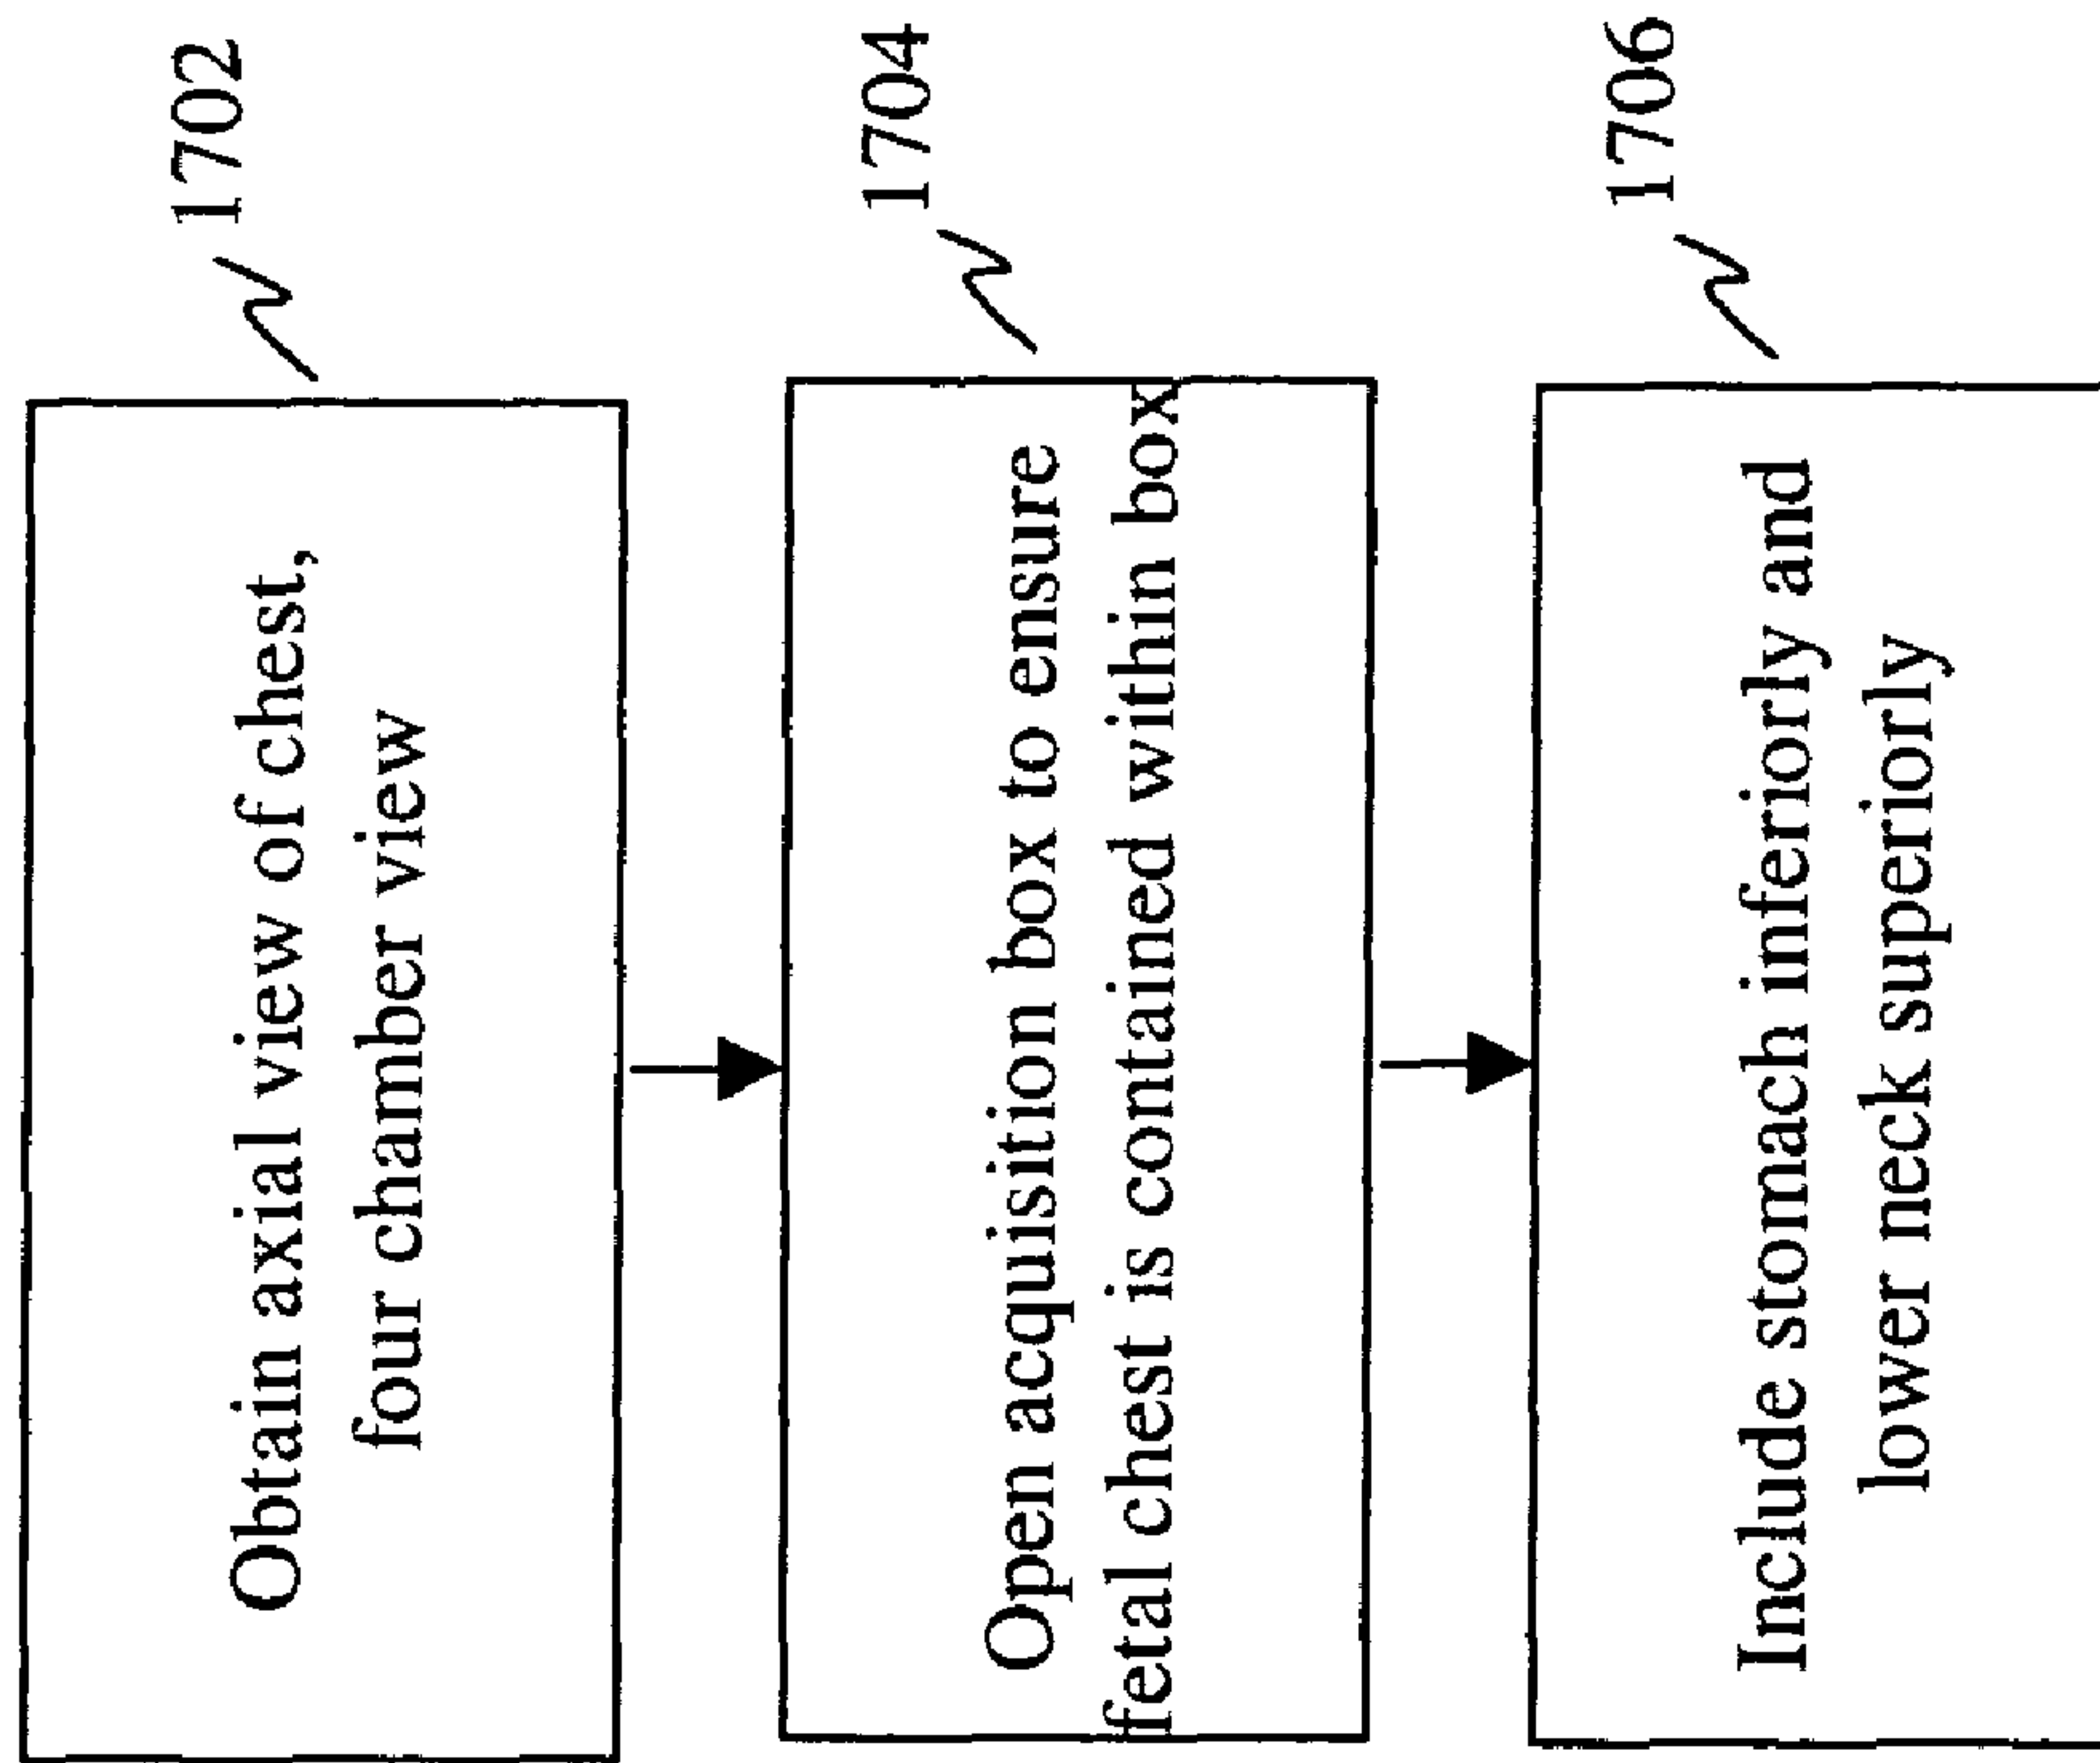 1702
Obtain axial view of chest,
four chamber view
1704
Open acquisition box to ensure
fetal chest is contained within box
1706
Include stomach inferiorly and
lower neck superiorly